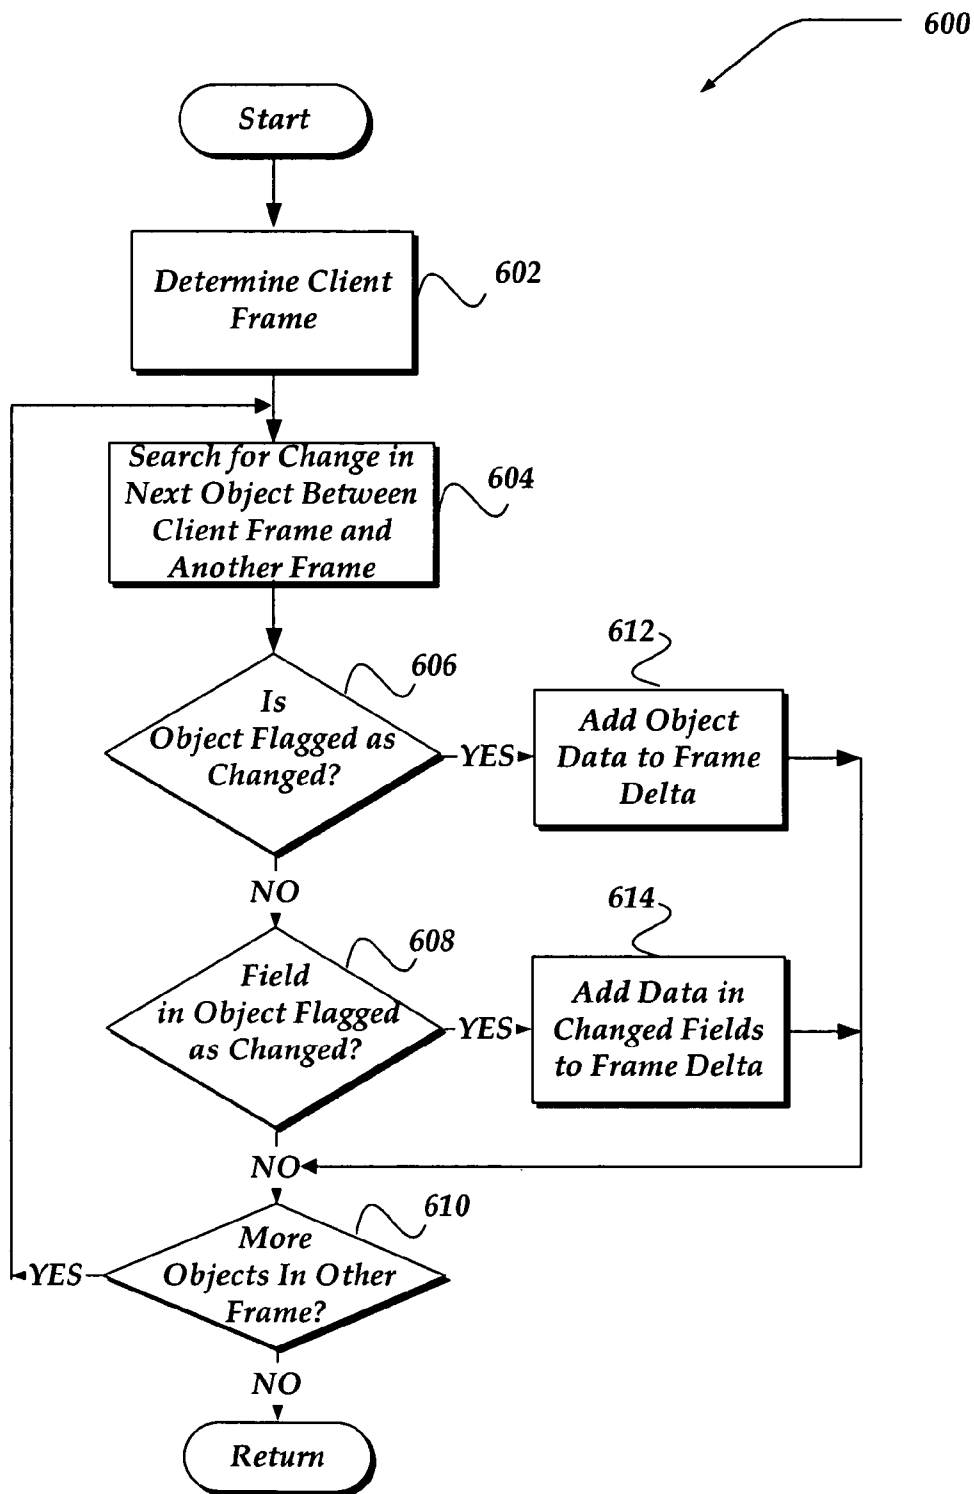 600
Start
Determine Client
Frame
602
Search for Change in
Next Object Between
Client Frame and
Another Frame
604
Is
Object Flagged as
Changed?
606
YES
612
Add Object
Data to Frame
Delta
NO
Field
in Object Flagged
as Changed?
608
YES
614
Add Data in
Changed Fields
to Frame Delta
NO
More
Objects In Other
Frame?
610
YES
NO
Return